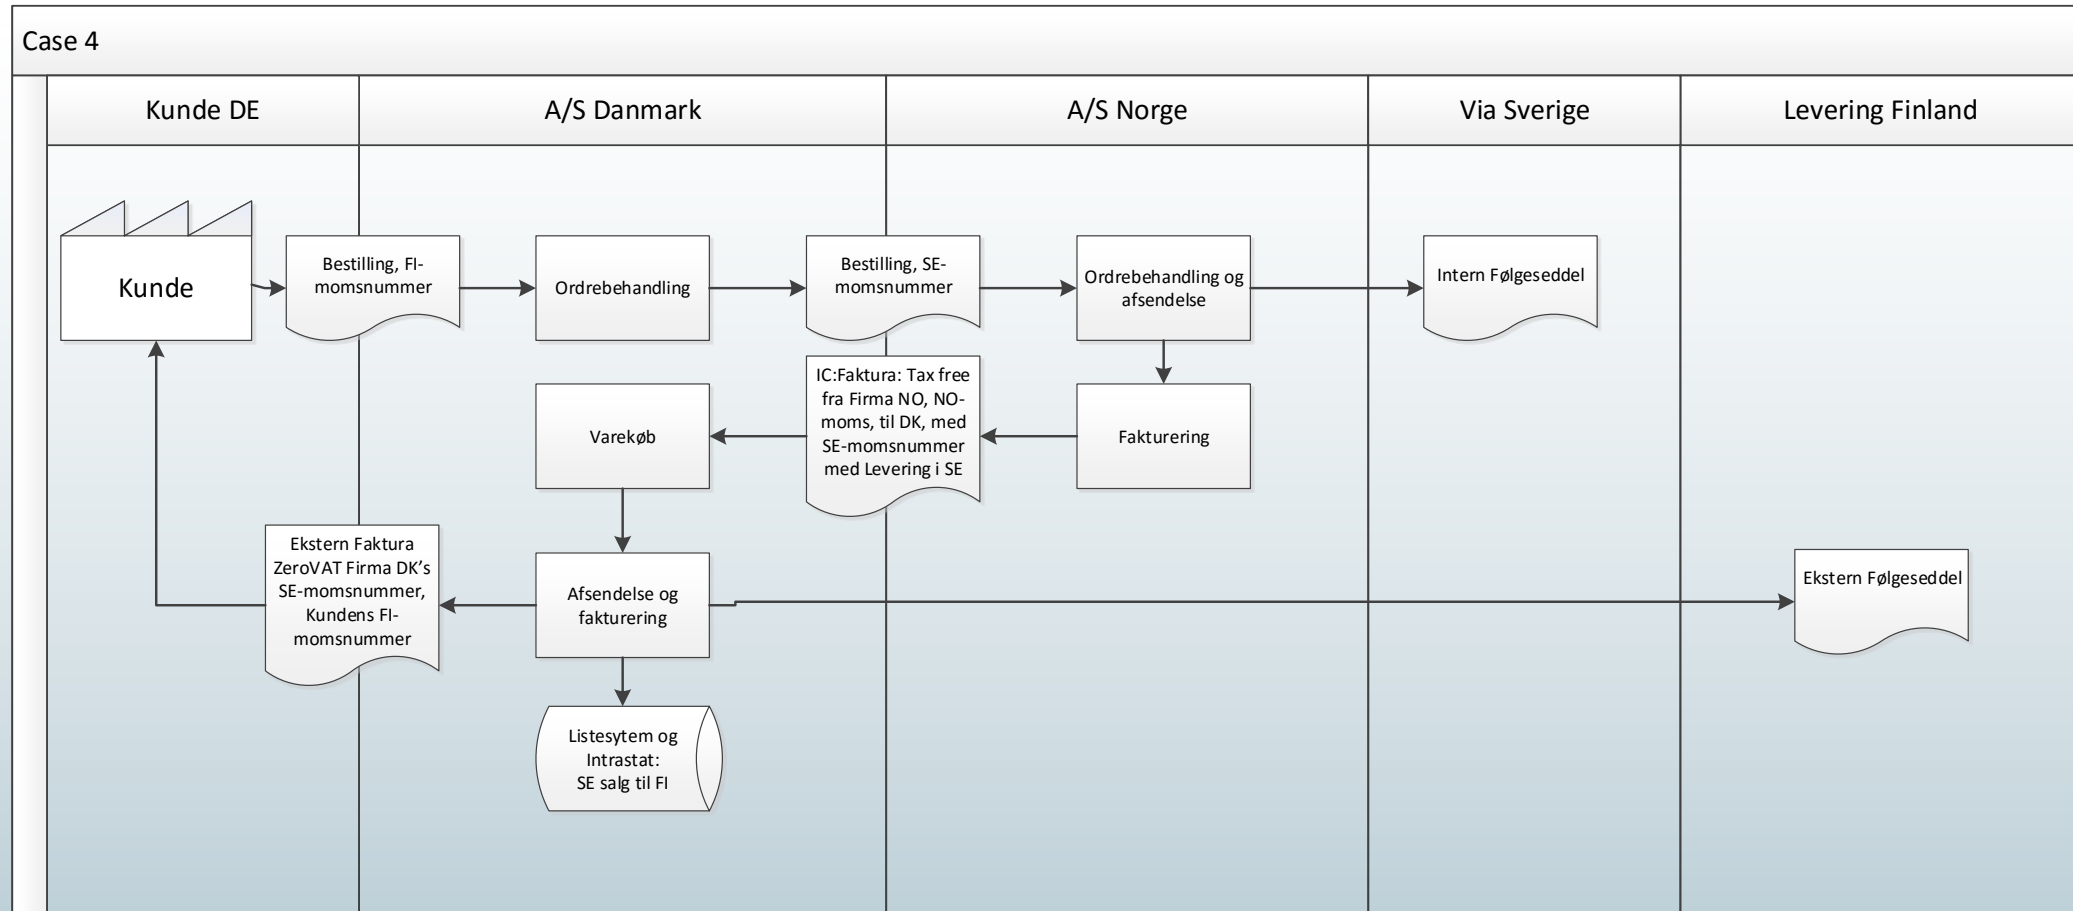 Case 4
Kunde DE
A/S Danmark
A/S Norge
Via Sverige
Levering Finland
Kunde
Bestilling, FI-
momsnummer
Ordrebehandling
Bestilling, SE-
momsnummer
Ordrebehandling og
afsendelse
Intern Følgeseddel
Varekøb
IC:Faktura: Tax free
fra Firma NO, NO-
moms, til DK, med
SE-momsnummer
med Levering i SE
Fakturering
Ekstern Faktura
ZeroVAT Firma DK's
SE-momsnummer,
Kundens FI-
momsnummer
Afsendelse og
fakturering
Ekstern Følgeseddel
Listesytem og
Intrastat:
SE salg til FI